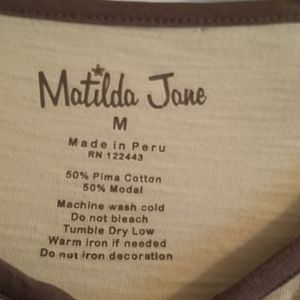 Matilda Jane
M
Made in Peru
RN 122443
50% Pima Cotton
50% Modal
Machine wash cold
Do not bleach
Tumble Dry Low
Warm iron if needed
Do not iron decoration